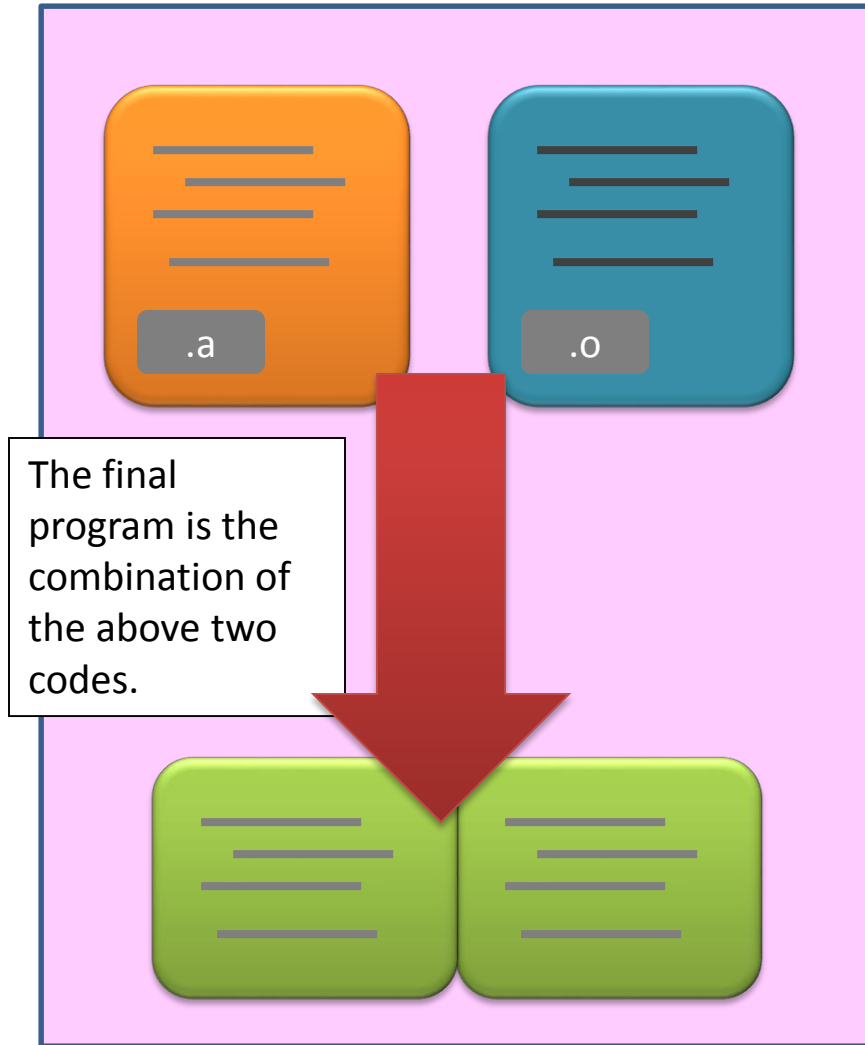 .a
.o
The final
program is the
combination of
the above two
codes.